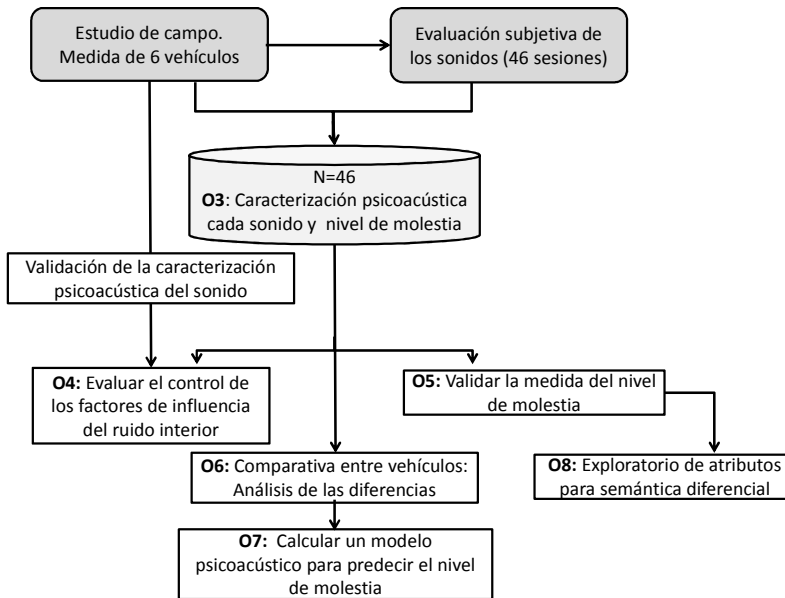 Estudio de campo.
Medida de 6 vehículos
Evaluación subjetiva de
los sonidos (46 sesiones)
N=46
O3: Caracterización psicoacústica
cada sonido y nivel de molestia
Validación de la caracterización
psicoacústica del sonido
O4: Evaluar el control de
los factores de influencia
del ruido interior
O5: Validar la medida del nivel
de molestia
O6: Comparativa entre vehículos:
Análisis de las diferencias
O8: Exploratorio de atributos
para semántica diferencial
O7: Calcular un modelo
psicoacústico para predecir el nivel
de molestia